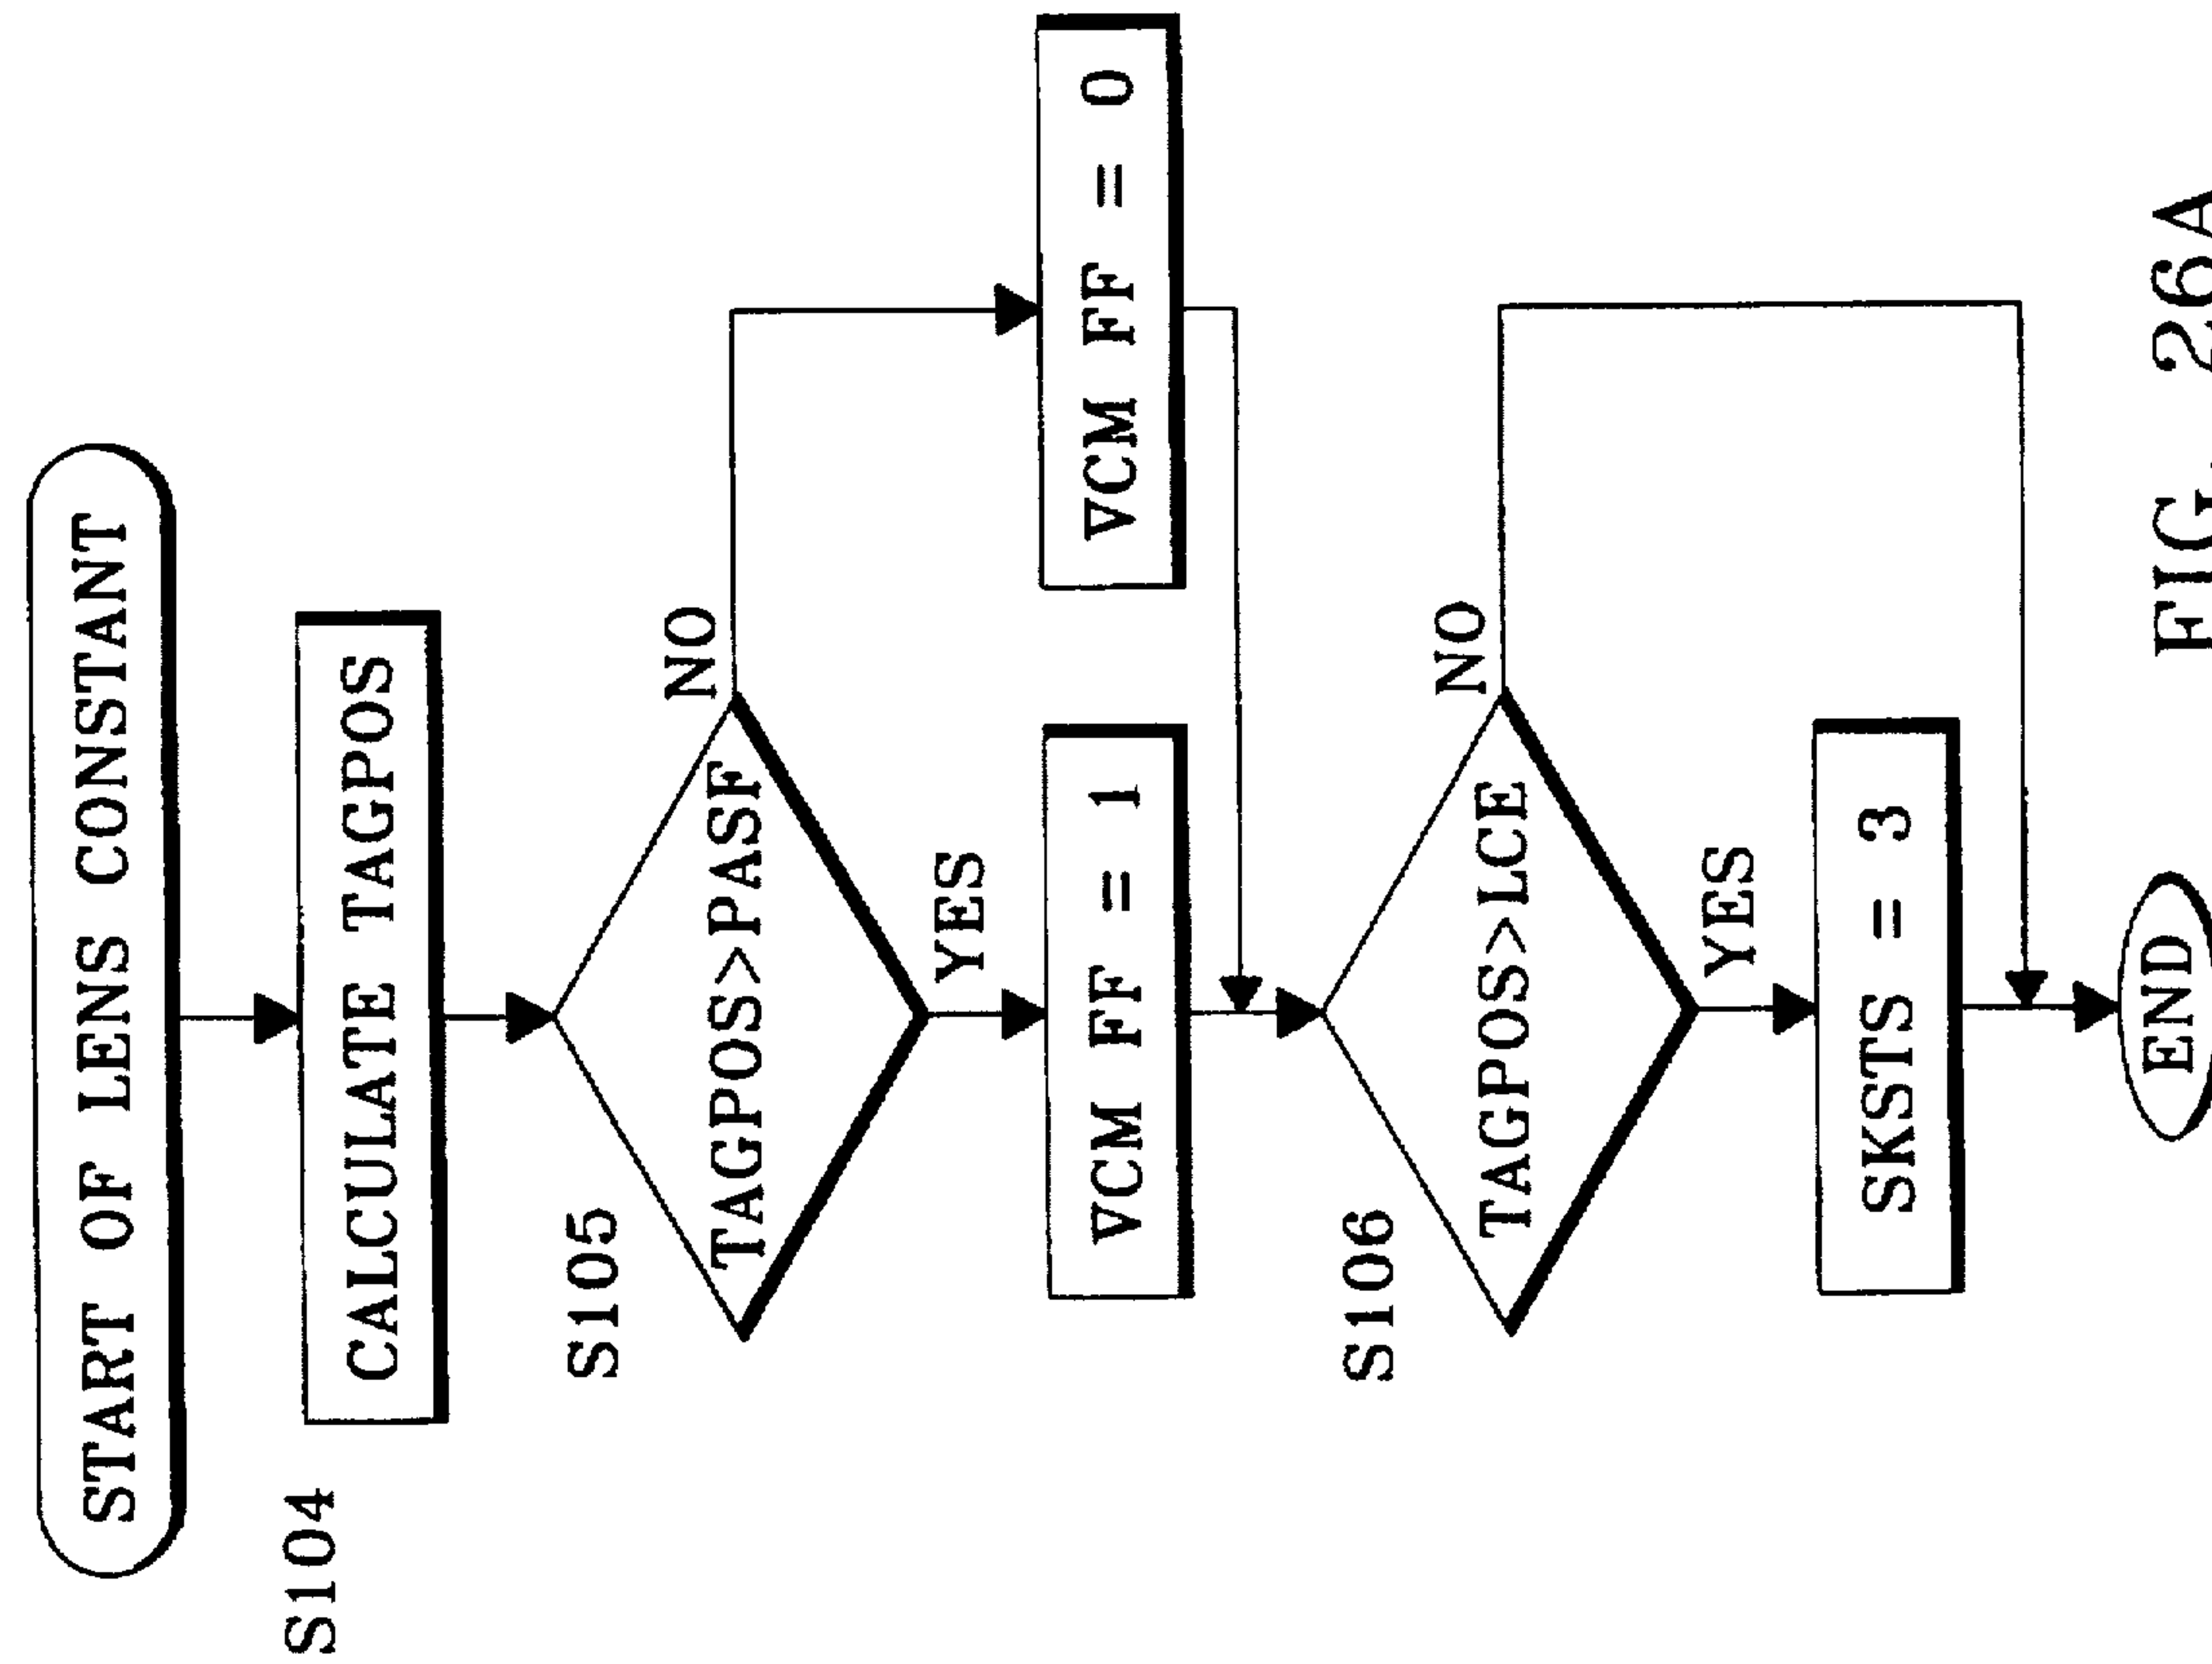 START OF LENS CONSTANT
S104
CALCULATE TAGPOS
S105
TAGPOS>PASF
NO
YES
VCM FF = 1
VCM FF = 0
S106
TAGPOS>LCE
NO
YES
SKSTS = 3
END
FIG. 26A